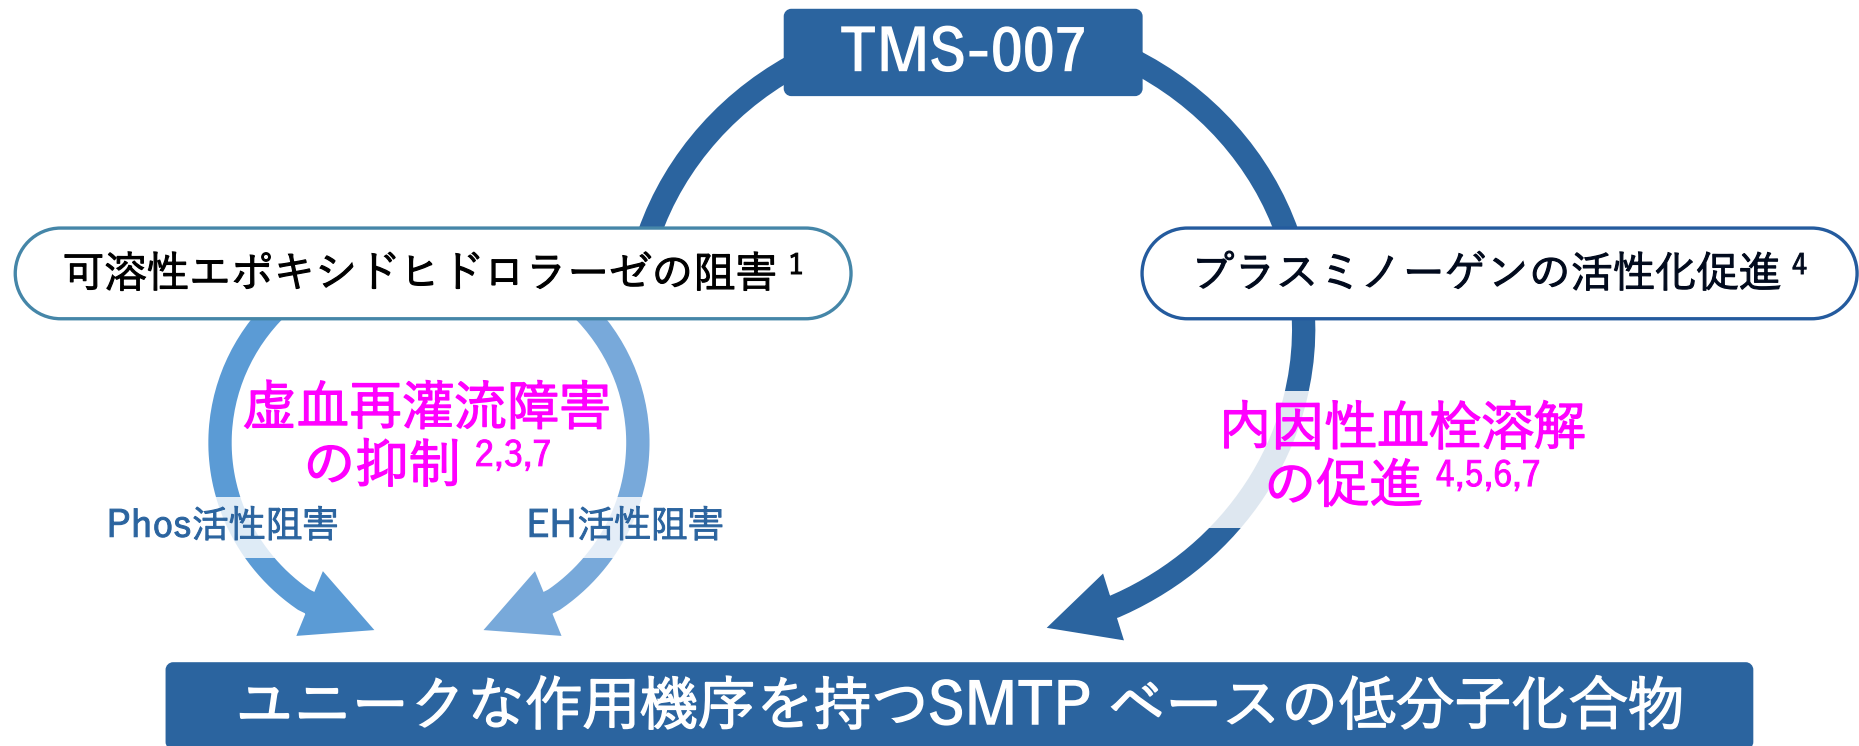 TMS-007
可溶性エポキシドヒドロラーゼの阻害 1
プラスミノーゲンの活性化促進 4
虚血再灌流障害
の抑制 2,3,7
Phos活性阻害
EH活性阻害
内因性血栓溶解
の促進 4,5,6,7
ユニークな作用機序を持つSMTP ベースの低分子化合物